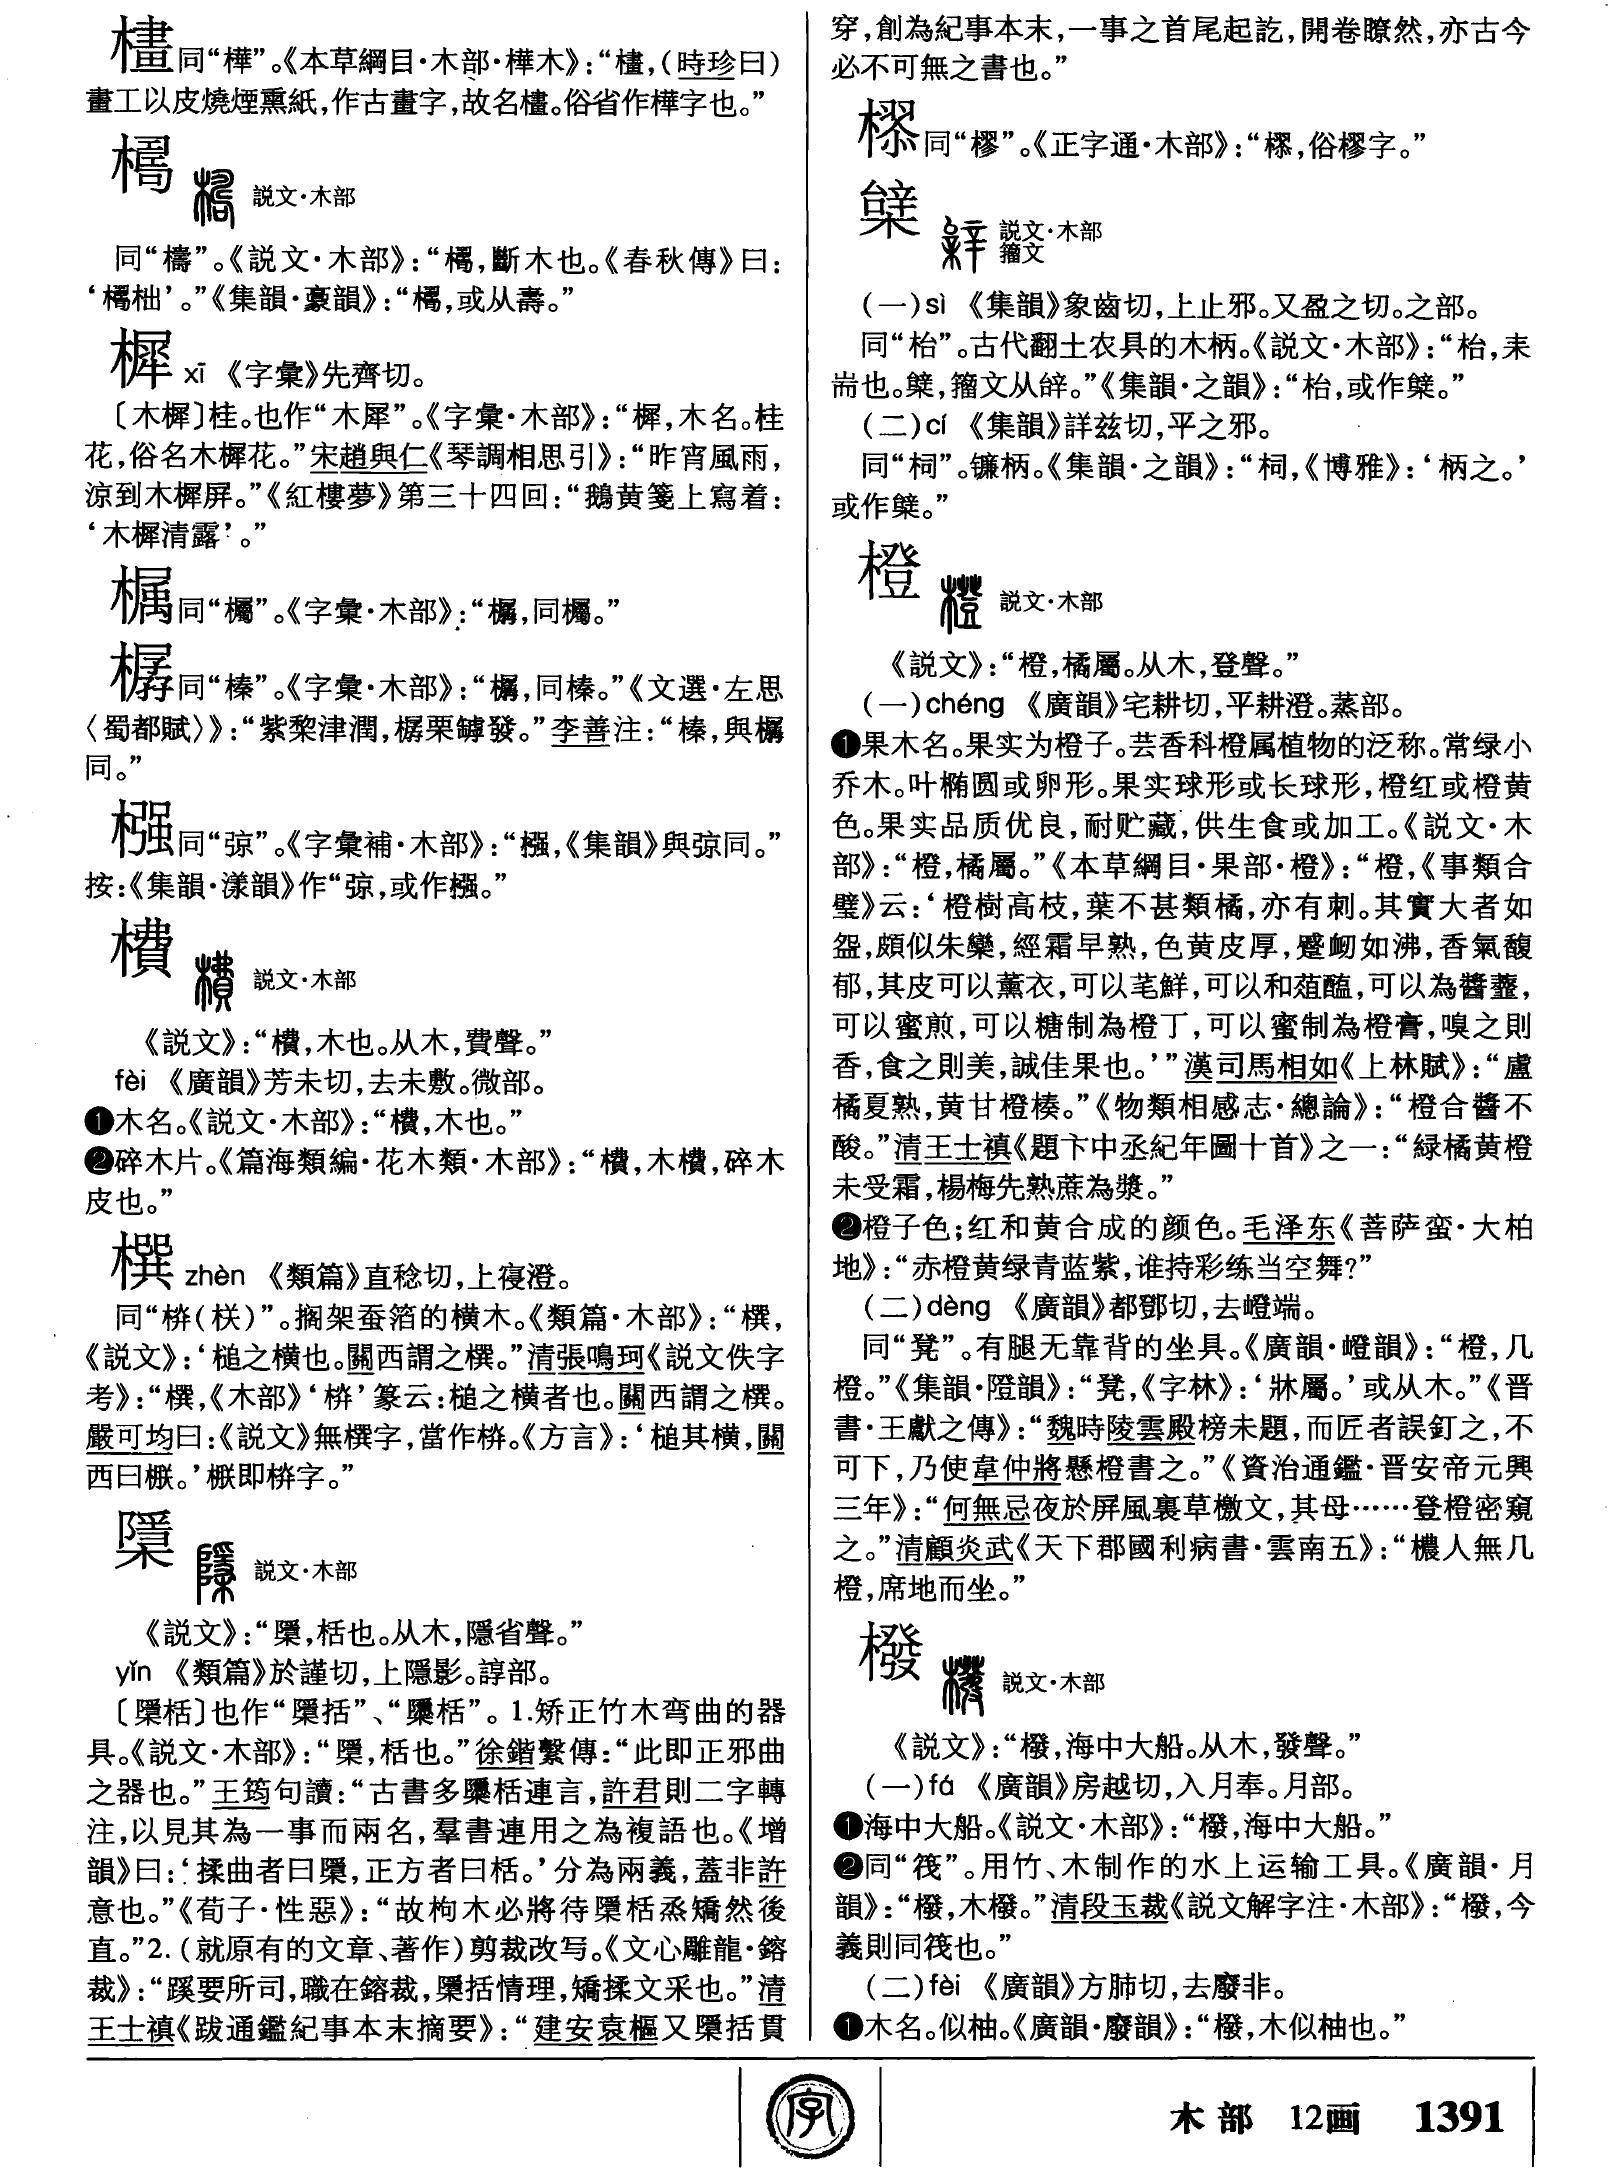 樐同“樺”。《本草綱目·木部·樺木》:“樐,(時珍曰)
畫工以皮燒煙熏紙,作古畫字,故名樐。俗省作樺字也。”
説文·木部
同“檮”。《説文·木部》:“,斷木也。《春秋傳》曰:
‘柮’。”《集韻·豪韻》:“,或从壽。”
樨 xī 《字彙》先齊切。
〔木樨〕桂。也作“木犀”。《字彙·木部》:“樨,木名。桂
花,俗名木樨花。”宋趙與仁《琴調相思引》:“昨宵風雨,
涼到木樨屏。”《紅樓夢》第三十四回:“鵝黄箋上寫着:
‘木樨清露’。”
同“欘”。《字彙·木部》:“,同欘。”
樼同“榛”。《字彙·木部》:“,同榛。”《文選·左思
〈蜀都賦〉》:“紫棃津潤,栗罅發。”李善注:“榛,與
同。”
同“弶”。《字彙補·木部》:“,《集韻》與弶同。”
按:《集韻·漾韻》作“弶,或作。”
説文·木部
《説文》:“,木也。从木,費聲。”
fèi 《廣韻》芳未切,去未敷。微部。
❶木名。《説文·木部》:“,木也。”
❷碎木片。《篇海類編·花木類·木部》:“,木,碎木
皮也。”
橏 zhèn 《類篇》直稔切,上寑澄。
同“栚(栚)”。搁架蚕箔的横木。《類篇·木部》:“,
《説文》:‘槌之横也。關西謂之。”清張鳴珂《説文佚字
考》:“,《木部》‘栚’篆云:槌之横者也。關西謂之。
嚴可均曰:《説文》無字,當作栚。《方言》:‘槌其横,關
西曰㮳。’㮳即栚字。”
檃 説文·木部
《説文》:“,栝也。从木,隱省聲。”
yǐn 《類篇》於謹切,上隱影。諄部。
〔栝〕也作“括”、“檃栝”。1.矫正竹木弯曲的器
具。《説文·木部》:“,栝也。”徐鍇繫傳:“此即正邪曲
之器也。”王筠句讀:“古書多檃栝連言,許君則二字轉
注,以見其為一事而兩名,羣書連用之為複語也。《增
韻》曰:‘揉曲者曰,正方者曰栝。’分為兩義,蓋非許
意也。”《荀子·性惡》:“故枸木必將待栝烝矯然後
直。”2.(就原有的文章、著作)剪裁改写。《文心雕龍·鎔
裁》:“蹊要所司,職在鎔裁,括情理,矯揉文采也。”清
王士禛《跋通鑑紀事本末摘要》:“建安袁樞又括貫
穿,創為紀事本末,一事之首尾起訖,開卷瞭然,亦古今
必不可無之書也。”
同“樛”。《正字通·木部》:“,俗樛字。”
説文·木部
籀文
(一)sì 《集韻》象齒切,上止邪。又盈之切。之部。
同“枱”。古代翻土农具的木柄。《説文·木部》:“枱,耒
耑也。,籀文从辝。”《集韻·之韻》:“枱,或作。”
(二)cí 《集韻》詳兹切,平之邪。
同“柌”。镰柄。《集韻·之韻》:“柌,《博雅》:‘柄之。’
或作。”
橙 説文·木部
《説文》:“橙,橘屬。从木,登聲。”
(一)chéng 《廣韻》宅耕切,平耕澄。蒸部。
❶果木名。果实为橙子。芸香科橙属植物的泛称。常绿小
乔木。叶椭圆或卵形。果实球形或长球形,橙红或橙黄
色。果实品质优良,耐贮藏,供生食或加工。《説文·木
部》:“橙,橘屬。”《本草綱目·果部·橙》:“橙,《事類合
璧》云:‘橙樹高枝,葉不甚類橘,亦有刺。其實大者如
盌,頗似朱欒,經霜早熟,色黄皮厚,蹙衂如沸,香氣馥
郁,其皮可以薰衣,可以芼鮮,可以和菹醢,可以為醬虀,
可以蜜煎,可以糖制為橙丁,可以蜜制為橙膏,嗅之則
香,食之則美,誠佳果也。’”漢司馬相如《上林賦》:“盧
橘夏熟,黄甘橙楱。”《物類相感志·總論》:“橙合醬不
酸。”清王士禛《題卞中丞紀年圖十首》之一:“緑橘黄橙
未受霜,楊梅先熟蔗為漿。”
❷橙子色;红和黄合成的颜色。毛泽东《菩萨蛮·大柏
地》:“赤橙黄绿青蓝紫,谁持彩练当空舞?”
(二)dèng 《廣韻》都鄧切,去嶝端。
同“凳”。有腿无靠背的坐具。《廣韻·嶝韻》:“橙,几
橙。”《集韻·隥韻》:“凳,《字林》:‘牀屬。’或从木。”《晋
書·王獻之傳》:“魏時陵雲殿榜未題,而匠者誤釘之,不
可下,乃使韋仲將懸橙書之。”《資治通鑑·晋安帝元興
三年》:“何無忌夜於屏風裏草檄文,其母……登橙密窺
之。”清顧炎武《天下郡國利病書·雲南五》:“㯶人無几
橙,席地而坐。”
橃 説文·木部
《説文》:“橃,海中大船。从木,發聲。”
(一)fá 《廣韻》房越切,入月奉。月部。
❶海中大船。《説文·木部》:“橃,海中大船。”
❷同“筏”。用竹、木制作的水上运输工具。《廣韻·月
韻》:“橃,木橃。”清段玉裁《説文解字注·木部》:“橃,今
義則同筏也。”
(二)fèi 《廣韻》方肺切,去廢非。
❶木名。似柚。《廣韻·廢韻》:“橃,木似柚也。”
字
木部 12画 1391